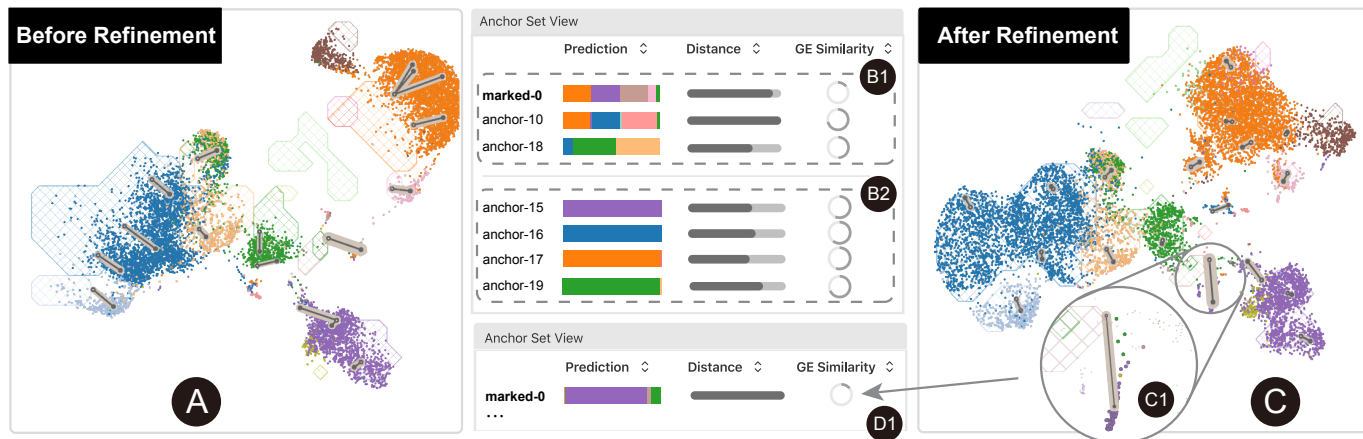 Before Refinement
A
Anchor Set View
Prediction Distance GE Similarity
B1
marked-0
anchor-10
anchor-18
B2
anchor-15
anchor-16
anchor-17
anchor-19
Anchor Set View
Prediction Distance GE Similarity
marked-0
...
D1
After Refinement
C1
C